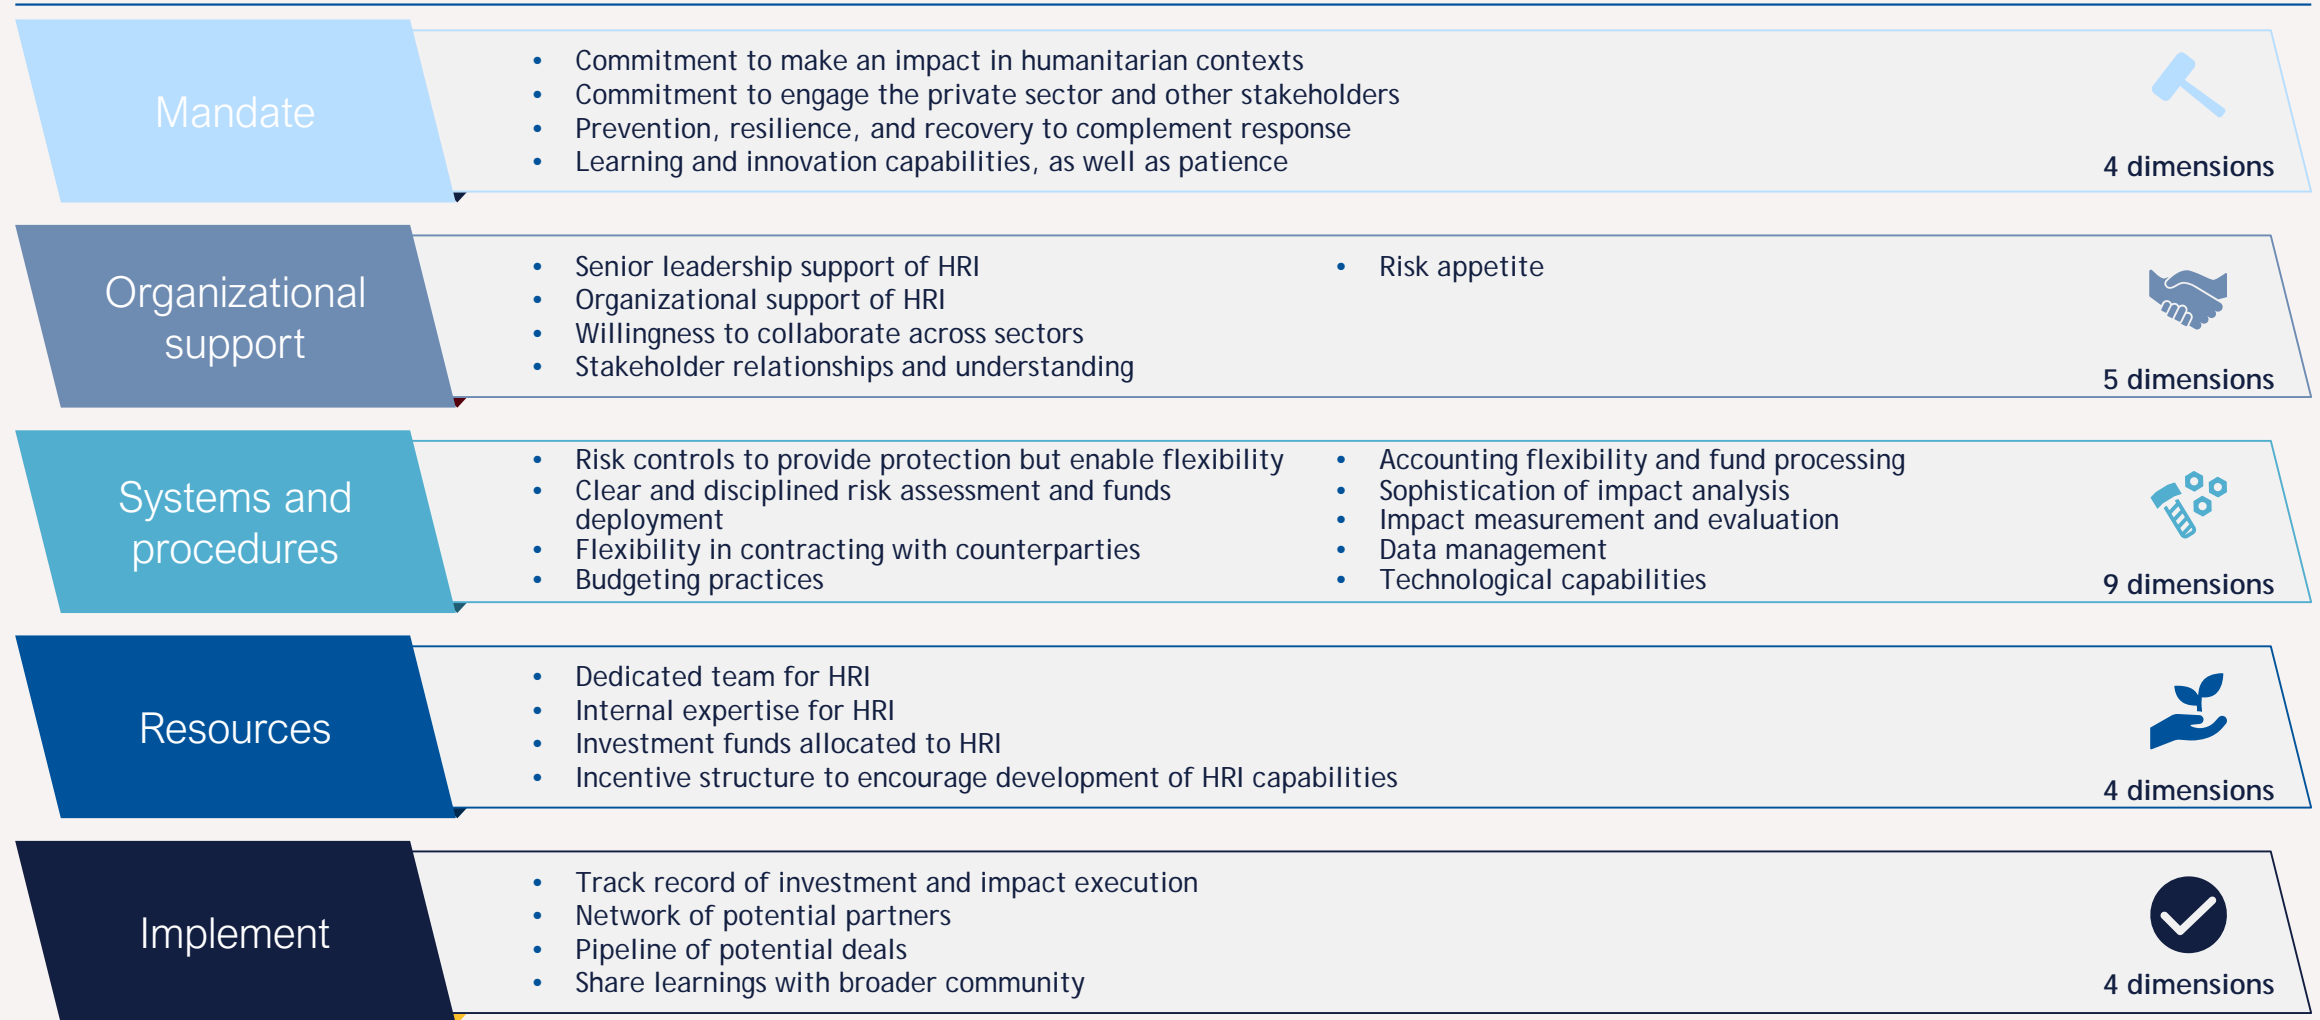 Mandate
• Commitment to make an impact in humanitarian contexts
• Commitment to engage the private sector and other stakeholders
• Prevention, resilience, and recovery to complement response
• Learning and innovation capabilities, as well as patience
4 dimensions
Organizational
support
• Senior leadership support of HRI
• Organizational support of HRI
• Willingness to collaborate across sectors
• Stakeholder relationships and understanding
• Risk appetite
5 dimensions
Systems and
procedures
• Risk controls to provide protection but enable flexibility
• Clear and disciplined risk assessment and funds
deployment
• Flexibility in contracting with counterparties
• Budgeting practices
• Accounting flexibility and fund processing
• Sophistication of impact analysis
• Impact measurement and evaluation
• Data management
• Technological capabilities
9 dimensions
Resources
• Dedicated team for HRI
• Internal expertise for HRI
• Investment funds allocated to HRI
• Incentive structure to encourage development of HRI capabilities
4 dimensions
Implement
• Track record of investment and impact execution
• Network of potential partners
• Pipeline of potential deals
• Share learnings with broader community
4 dimensions